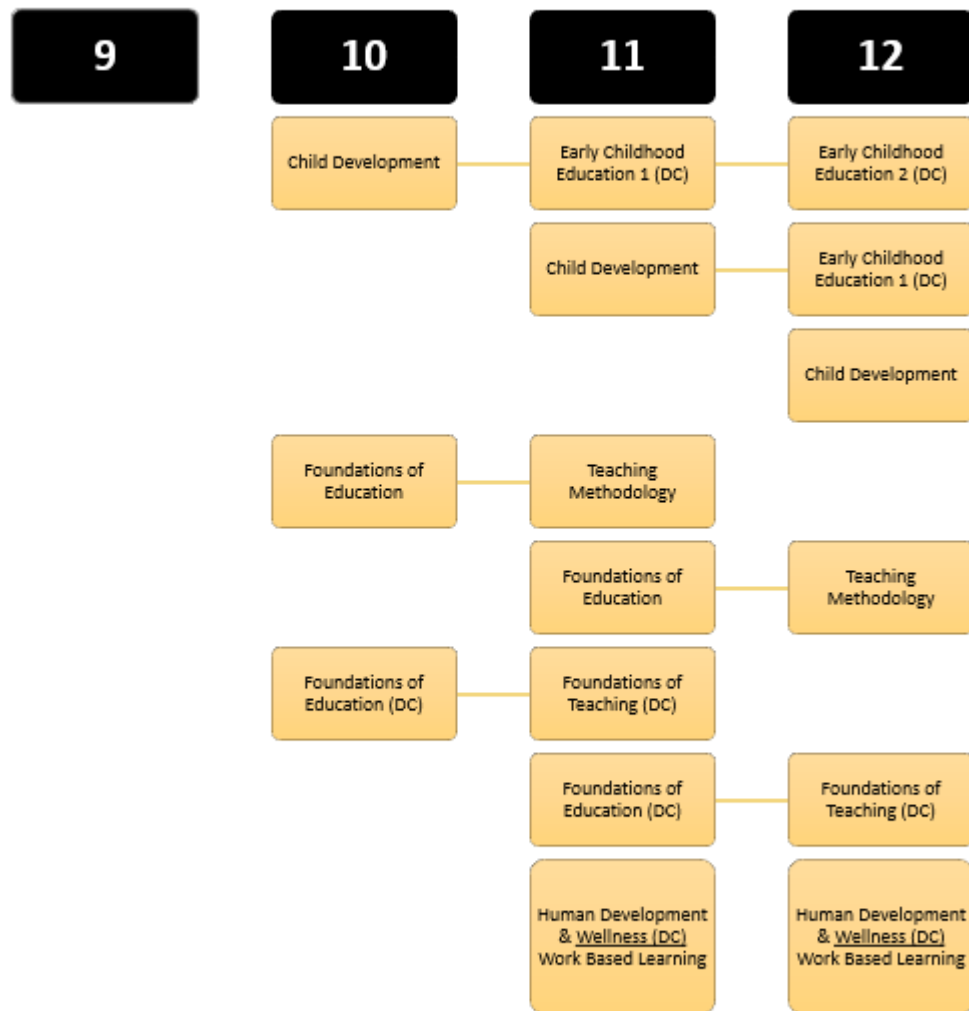 9
10
11
12
Child Development
Early Childhood
Education 1 (DC)
Early Childhood
Education 2 (DC)
Child Development
Early Childhood
Education 1 (DC)
Child Development
Foundations of
Education
Teaching
Methodology
Foundations of
Education
Teaching
Methodology
Foundations of
Education (DC)
Foundations of
Teaching (DC)
Foundations of
Education (DC)
Foundations of
Teaching (DC)
Human Development
& Wellness (DC)
Work Based Learning
Human Development
& Wellness (DC)
Work Based Learning